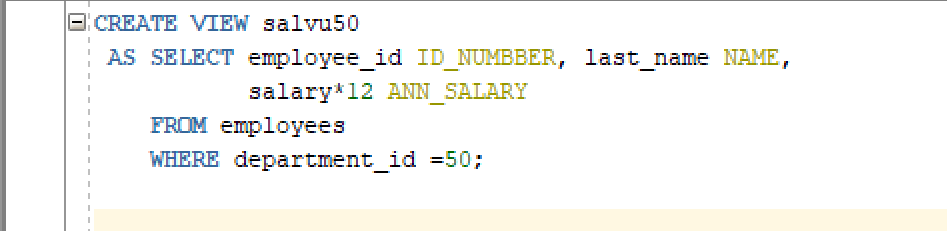 CREATE VIEW salvu50
AS SELECT employee_id ID_NUMBBER, last_name NAME,
salary*12 ANN_SALARY
FROM employees
WHERE department_id =50;